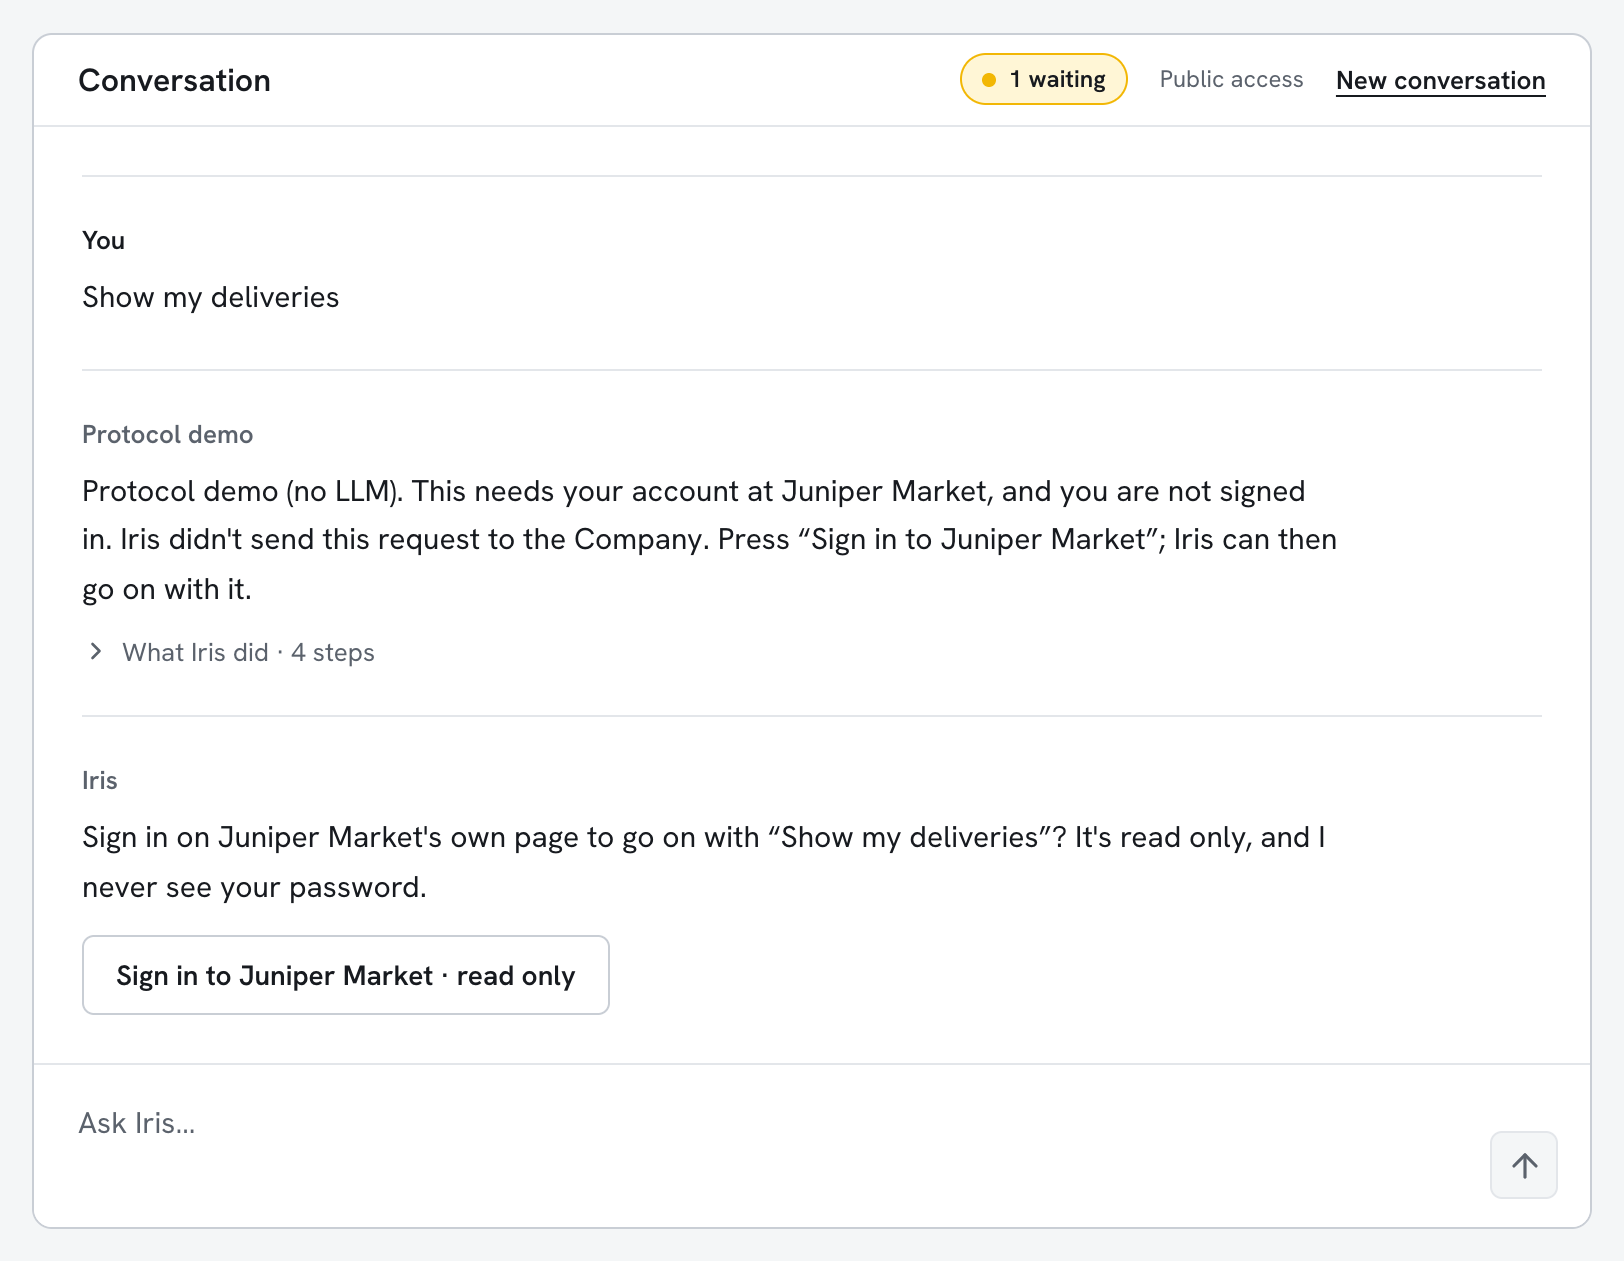 Conversation
1 waiting
Public access
New conversation
You
Show my deliveries
Protocol demo
Protocol demo (no LLM). This needs your account at Juniper Market, and you are not signed
in. Iris didn't send this request to the Company. Press “Sign in to Juniper Market”; Iris can then
go on with it.
What Iris did · 4 steps
Iris
Sign in on Juniper Market's own page to go on with “Show my deliveries”? It's read only, and I
never see your password.
Sign in to Juniper Market · read only
Ask Iris...